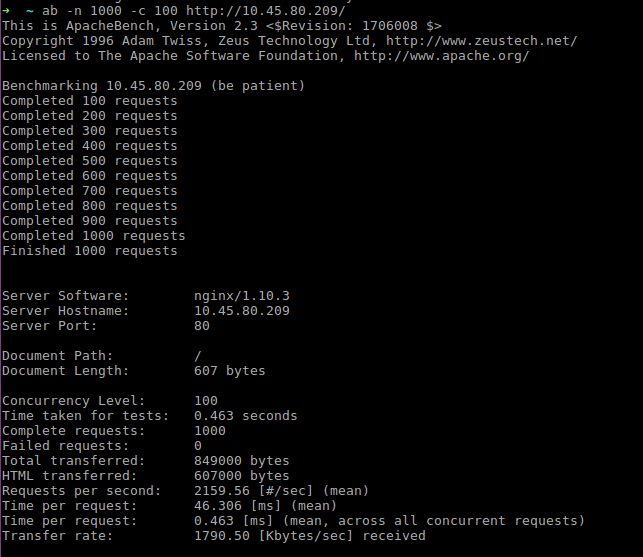 ➜  ~ ab -n 1000 -c 100 http://10.45.80.209/
This is ApacheBench, Version 2.3 <$Revision: 1706008 $>
Copyright 1996 Adam Twiss, Zeus Technology Ltd, http://www.zeustech.net/
Licensed to The Apache Software Foundation, http://www.apache.org/

Benchmarking 10.45.80.209 (be patient)
Completed 100 requests
Completed 200 requests
Completed 300 requests
Completed 400 requests
Completed 500 requests
Completed 600 requests
Completed 700 requests
Completed 800 requests
Completed 900 requests
Completed 1000 requests
Finished 1000 requests


Server Software:        nginx/1.10.3
Server Hostname:        10.45.80.209
Server Port:            80

Document Path:          /
Document Length:        607 bytes

Concurrency Level:      100
Time taken for tests:   0.463 seconds
Complete requests:      1000
Failed requests:        0
Total transferred:      849000 bytes
HTML transferred:       607000 bytes
Requests per second:    2159.56 [#/sec] (mean)
Time per request:       46.306 [ms] (mean)
Time per request:       0.463 [ms] (mean, across all concurrent requests)
Transfer rate:          1790.50 [Kbytes/sec] received